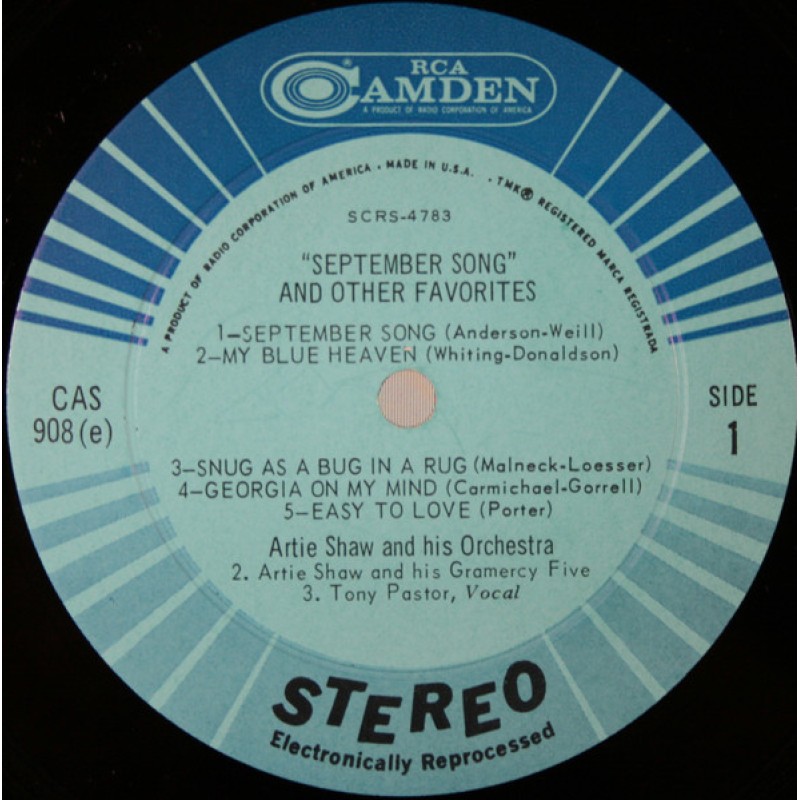 RCA
CAMDEN
A PRODUCT OF RADIO CORPORATION OF AMERICA
A PRODUCT OF RADIO CORPORATION OF AMERICA • MADE IN U.S.A. • TMK ® REGISTERED MARCA REGISTRADA
SCRS-4783
"SEPTEMBER SONG"
AND OTHER FAVORITES
1—SEPTEMBER SONG (Anderson-Weill)
2—MY BLUE HEAVEN (Whiting-Donaldson)
CAS
908 (e)
SIDE
1
3—SNUG AS A BUG IN A RUG (Malneck-Loesser)
4—GEORGIA ON MY MIND (Carmichael-Gorrell)
5—EASY TO LOVE (Porter)
Artie Shaw and his Orchestra
2. Artie Shaw and his Gramercy Five
3. Tony Pastor, Vocal
STEREO
Electronically Reprocessed